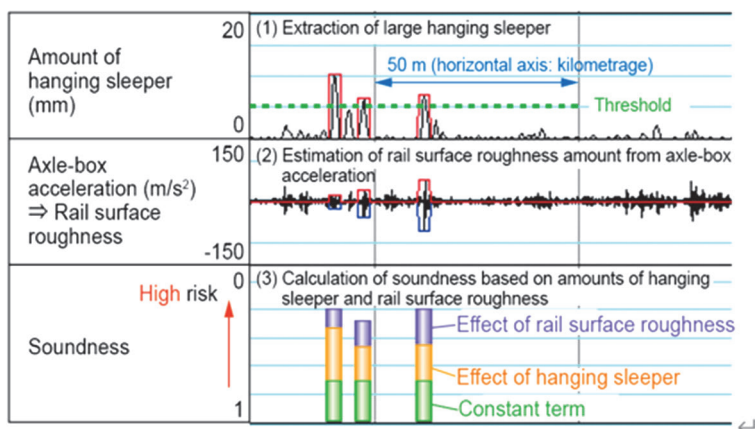 20
(1) Extraction of large hanging sleeper
Amount of
hanging sleeper
(mm)
50 m (horizontal axis: kilometrage)
Threshold
0
150
(2) Estimation of rail surface roughness amount from axle-box
acceleration
Axle-box
acceleration (m/s²)
⇒ Rail surface
roughness
-150
0
(3) Calculation of soundness based on amounts of hanging
sleeper and rail surface roughness
High risk
Effect of rail surface roughness
Soundness
Effect of hanging sleeper
Constant term
1